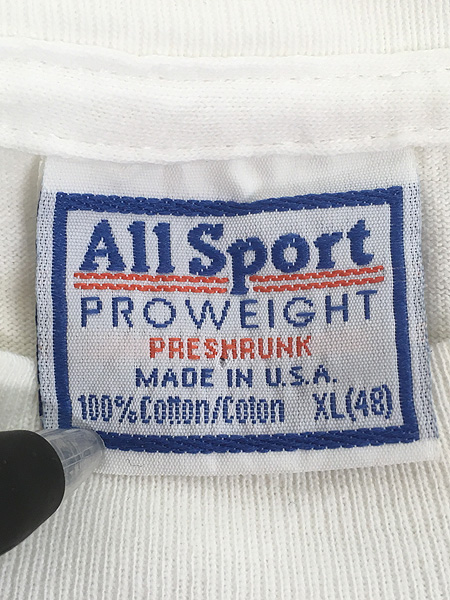 All Sport
PROWEIGHT
PRESHRUNK
MADE IN U.S.A.
100% Cotton/Coton XL(48)